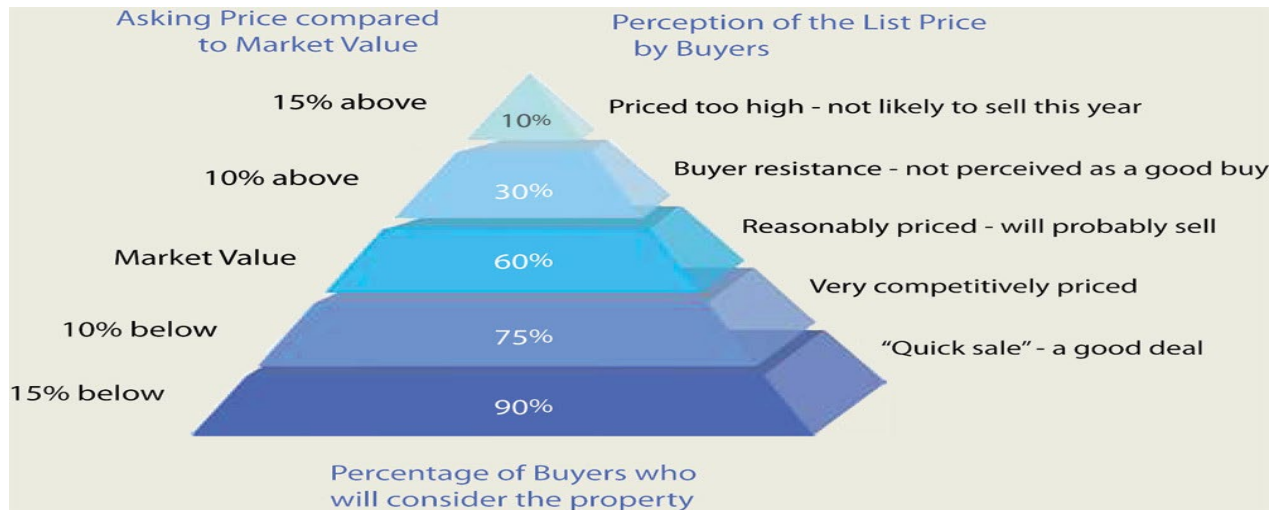 Asking Price compared
to Market Value
Perception of the List Price
by Buyers
15% above
10%
Priced too high - not likely to sell this year
10% above
30%
Buyer resistance - not perceived as a good buy
Market Value
60%
Reasonably priced - will probably sell
10% below
75%
Very competitively priced
15% below
90%
“Quick sale” - a good deal
Percentage of Buyers who
will consider the property